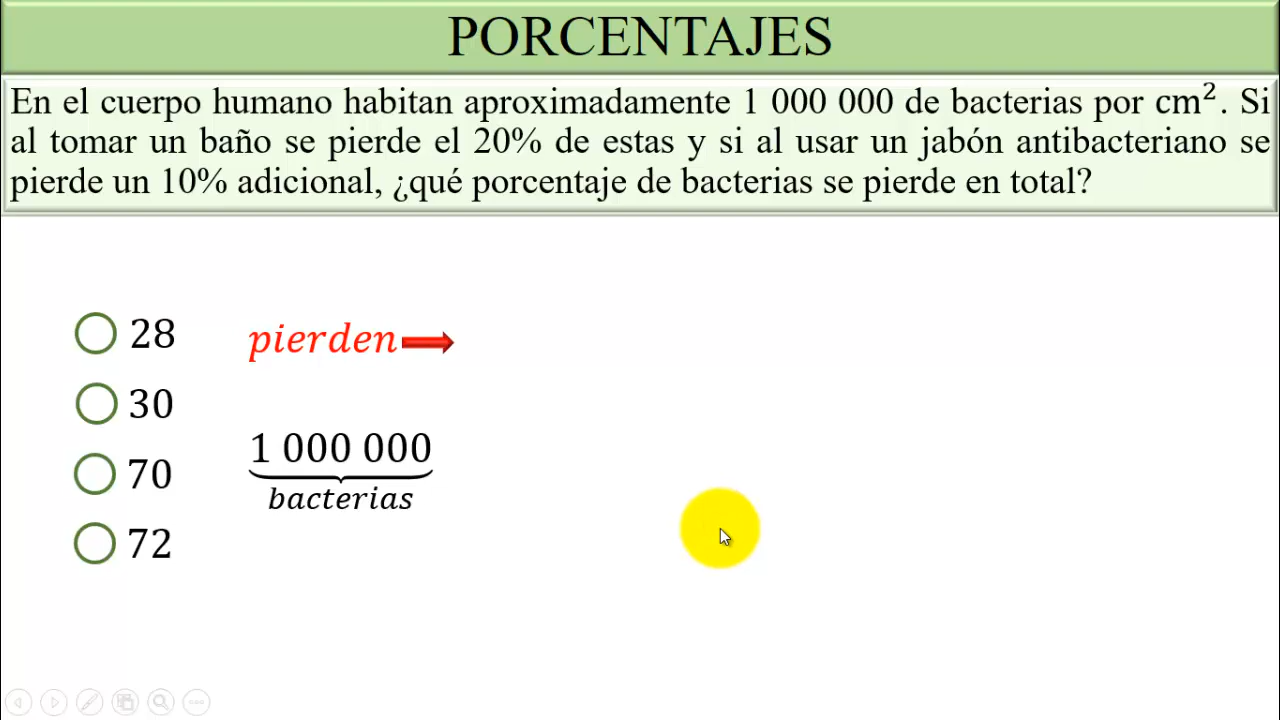 PORCENTAJES
En el cuerpo humano habitan aproximadamente 1 000 000 de bacterias por cm². Si
al tomar un baño se pierde el 20% de estas y si al usar un jabón antibacteriano se
pierde un 10% adicional, ¿qué porcentaje de bacterias se pierde en total?
28
pierden
30
1 000 000
70
bacterias
72